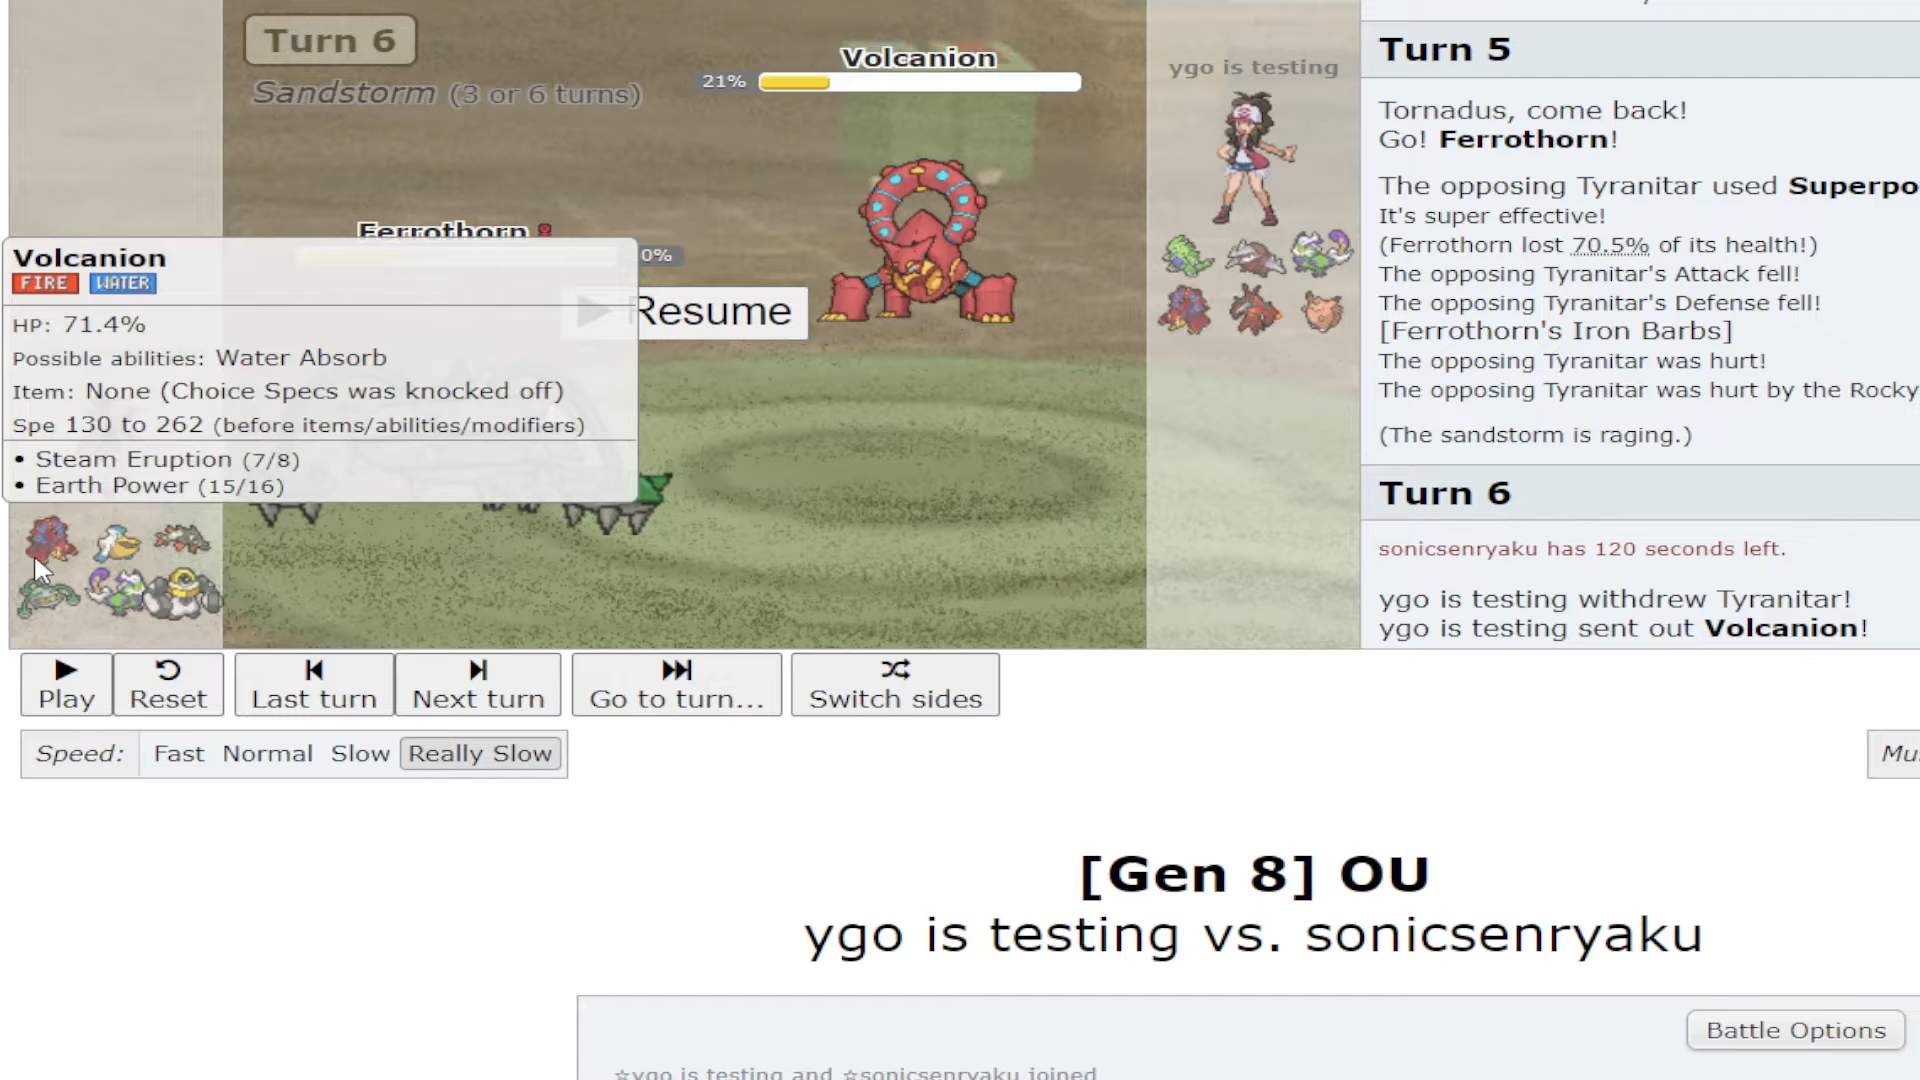 Turn 6
Sandstorm (3 or 6 turns)
Volcanion
21%
Ferrothorn
0%
Resume
Volcanion
FIRE WATER
HP: 71.4%
Possible abilities: Water Absorb
Item: None (Choice Specs was knocked off)
Spe 130 to 262 (before items/abilities/modifiers)
• Steam Eruption (7/8)
• Earth Power (15/16)
ygo is testing
Turn 5
Tornadus, come back!
Go! Ferrothorn!
The opposing Tyranitar used Superpo
It's super effective!
(Ferrothorn lost 70.5% of its health!)
The opposing Tyranitar's Attack fell!
The opposing Tyranitar's Defense fell!
[Ferrothorn's Iron Barbs]
The opposing Tyranitar was hurt!
The opposing Tyranitar was hurt by the Rocky
(The sandstorm is raging.)
Turn 6
sonicsenryaku has 120 seconds left.
ygo is testing withdrew Tyranitar!
ygo is testing sent out Volcanion!
Play Reset Last turn Next turn Go to turn... Switch sides
Speed: Fast Normal Slow Really Slow
Mu
[Gen 8] OU
ygo is testing vs. sonicsenryaku
Battle Options
☆ygo is testing and ☆sonicsenryaku joined